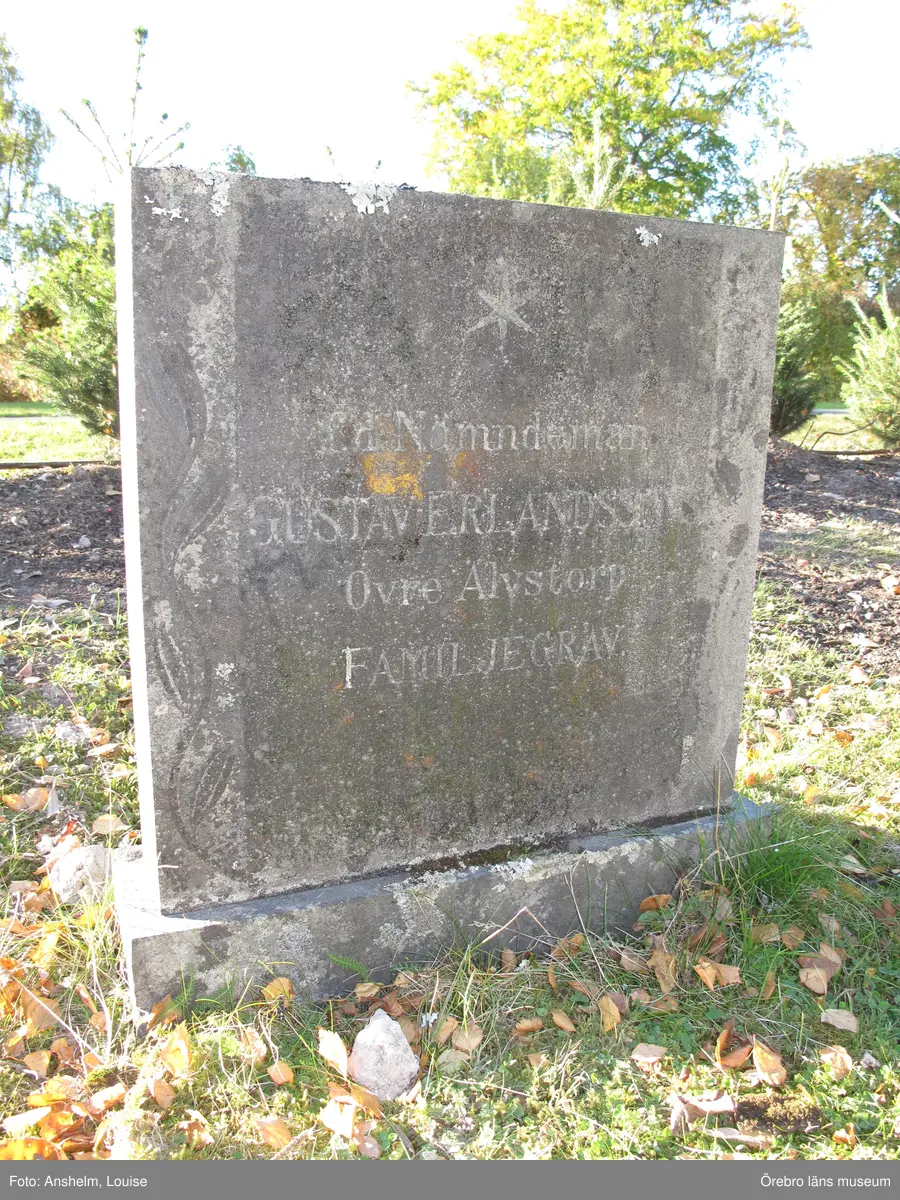 F.d. Nämndeman
GUSTAV ERLANDSSON
Övre Älvstorp
FAMILJEGRAV
Foto: Anshelm, Louise
Örebro läns museum